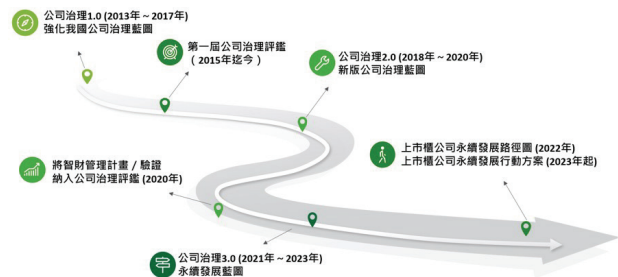 公司治理1.0 (2013年～2017年)
強化我國公司治理藍圖
第一屆公司治理評鑑
（2015年迄今）
公司治理2.0 (2018年～2020年)
新版公司治理藍圖
將智財管理計畫／驗證
納入公司治理評鑑 (2020年)
公司治理3.0 (2021年～2023年)
永續發展藍圖
上市櫃公司永續發展路徑圖 (2022年)
上市櫃公司永續發展行動方案 (2023年起)